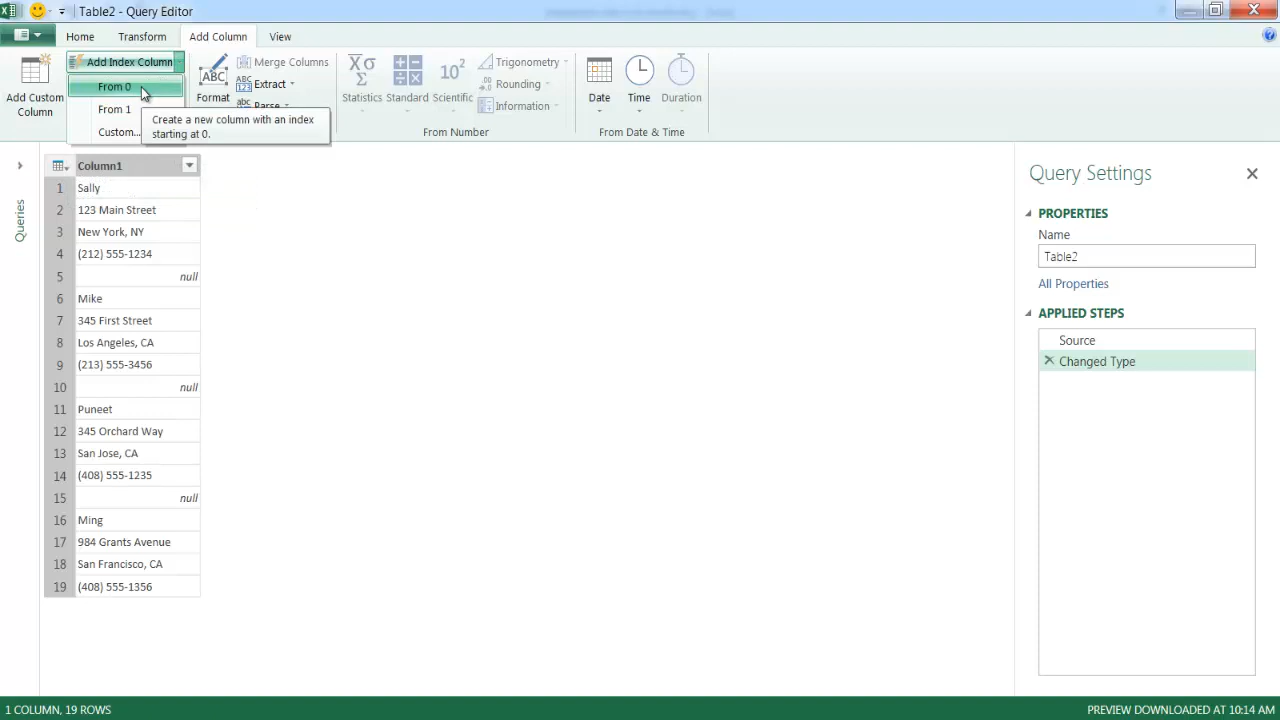 Table2 - Query Editor
Home
Transform
Add Column
View
Add Custom
Column
Add Index Column
From 0
From 1
Custom...
Create a new column with an index
starting at 0.
ABC
Format
Merge Columns
ABC
123
Extract
abc
Parse
Χσ
Σ
Statistics
Standard
10²
Scientific
Trigonometry
.00
Rounding
Information
From Number
Date
Time
Duration
From Date & Time
Queries
Column1
1 Sally
2 123 Main Street
3 New York, NY
4 (212) 555-1234
5 null
6 Mike
7 345 First Street
8 Los Angeles, CA
9 (213) 555-3456
10 null
11 Puneet
12 345 Orchard Way
13 San Jose, CA
14 (408) 555-1235
15 null
16 Ming
17 984 Grants Avenue
18 San Francisco, CA
19 (408) 555-1356
Query Settings
PROPERTIES
Name
Table2
All Properties
APPLIED STEPS
Source
Changed Type
1 COLUMN, 19 ROWS
PREVIEW DOWNLOADED AT 10:14 AM